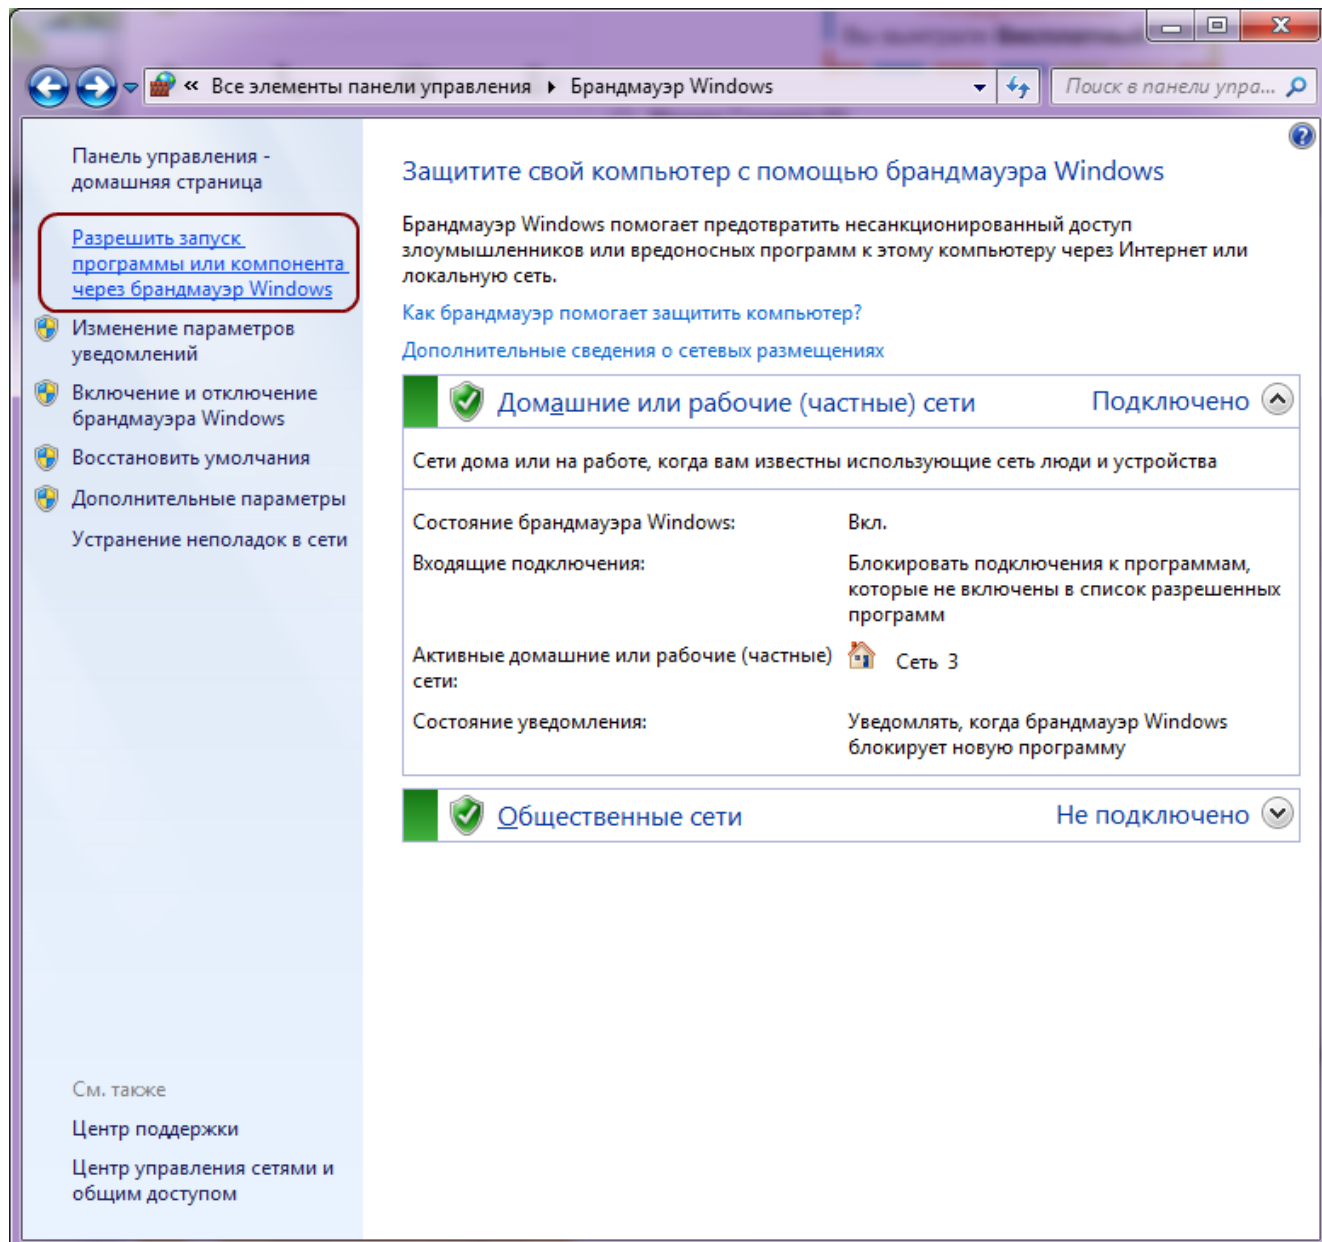 « Все элементы панели управления ▸ Брандмауэр Windows
Поиск в панели упра...
Панель управления -
домашняя страница
Разрешить запуск
программы или компонента
через брандмауэр Windows
Изменение параметров
уведомлений
Включение и отключение
брандмауэра Windows
Восстановить умолчания
Дополнительные параметры
Устранение неполадок в сети
См. также
Центр поддержки
Центр управления сетями и
общим доступом
Защитите свой компьютер с помощью брандмауэра Windows
Брандмауэр Windows помогает предотвратить несанкционированный доступ
злоумышленников или вредоносных программ к этому компьютеру через Интернет или
локальную сеть.
Как брандмауэр помогает защитить компьютер?
Дополнительные сведения о сетевых размещениях
Домашние или рабочие (частные) сети Подключено
Сети дома или на работе, когда вам известны использующие сеть люди и устройства
Состояние брандмауэра Windows: Вкл.
Входящие подключения: Блокировать подключения к программам,
которые не включены в список разрешенных
программ
Активные домашние или рабочие (частные) Сеть 3
сети:
Состояние уведомления: Уведомлять, когда брандмауэр Windows
блокирует новую программу
Общественные сети Не подключено